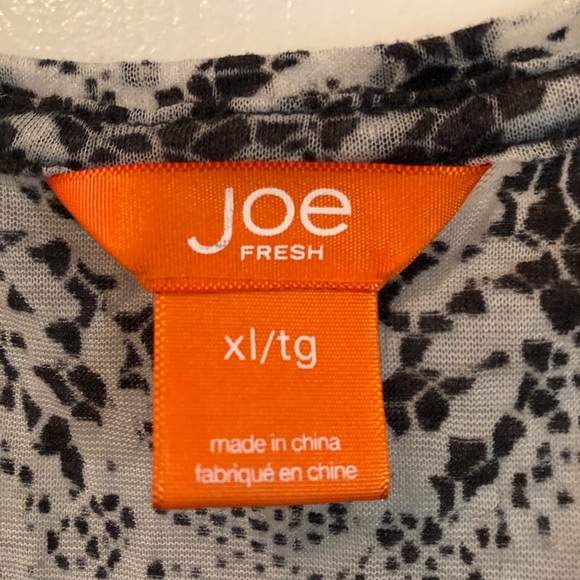 Joe
FRESH
xl/tg
made in china
fabriqué en chine